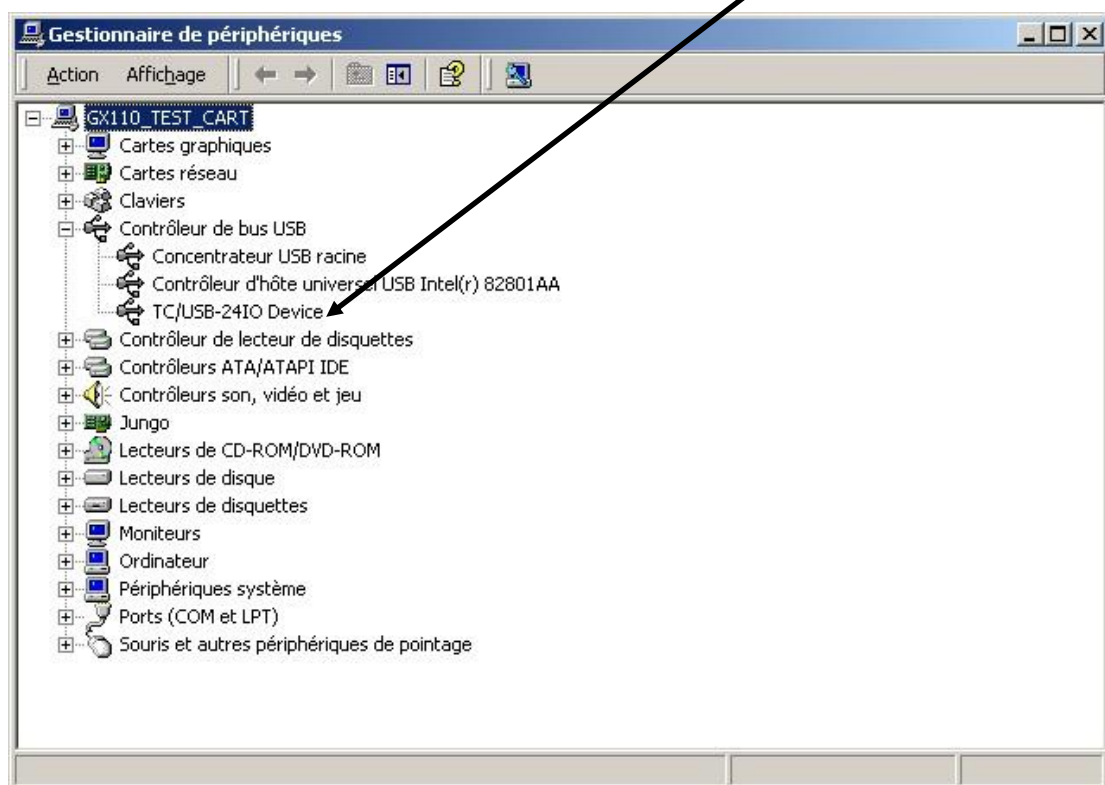 Gestionnaire de périphériques
Action Affichage
GX110_TEST_CART
Cartes graphiques
Cartes réseau
Claviers
Contrôleur de bus USB
Concentrateur USB racine
Contrôleur d'hôte universel USB Intel(r) 82801AA
TC/USB-24IO Device
Contrôleur de lecteur de disquettes
Contrôleurs ATA/ATAPI IDE
Contrôleurs son, vidéo et jeu
Jungo
Lecteurs de CD-ROM/DVD-ROM
Lecteurs de disque
Lecteurs de disquettes
Moniteurs
Ordinateur
Périphériques système
Ports (COM et LPT)
Souris et autres périphériques de pointage